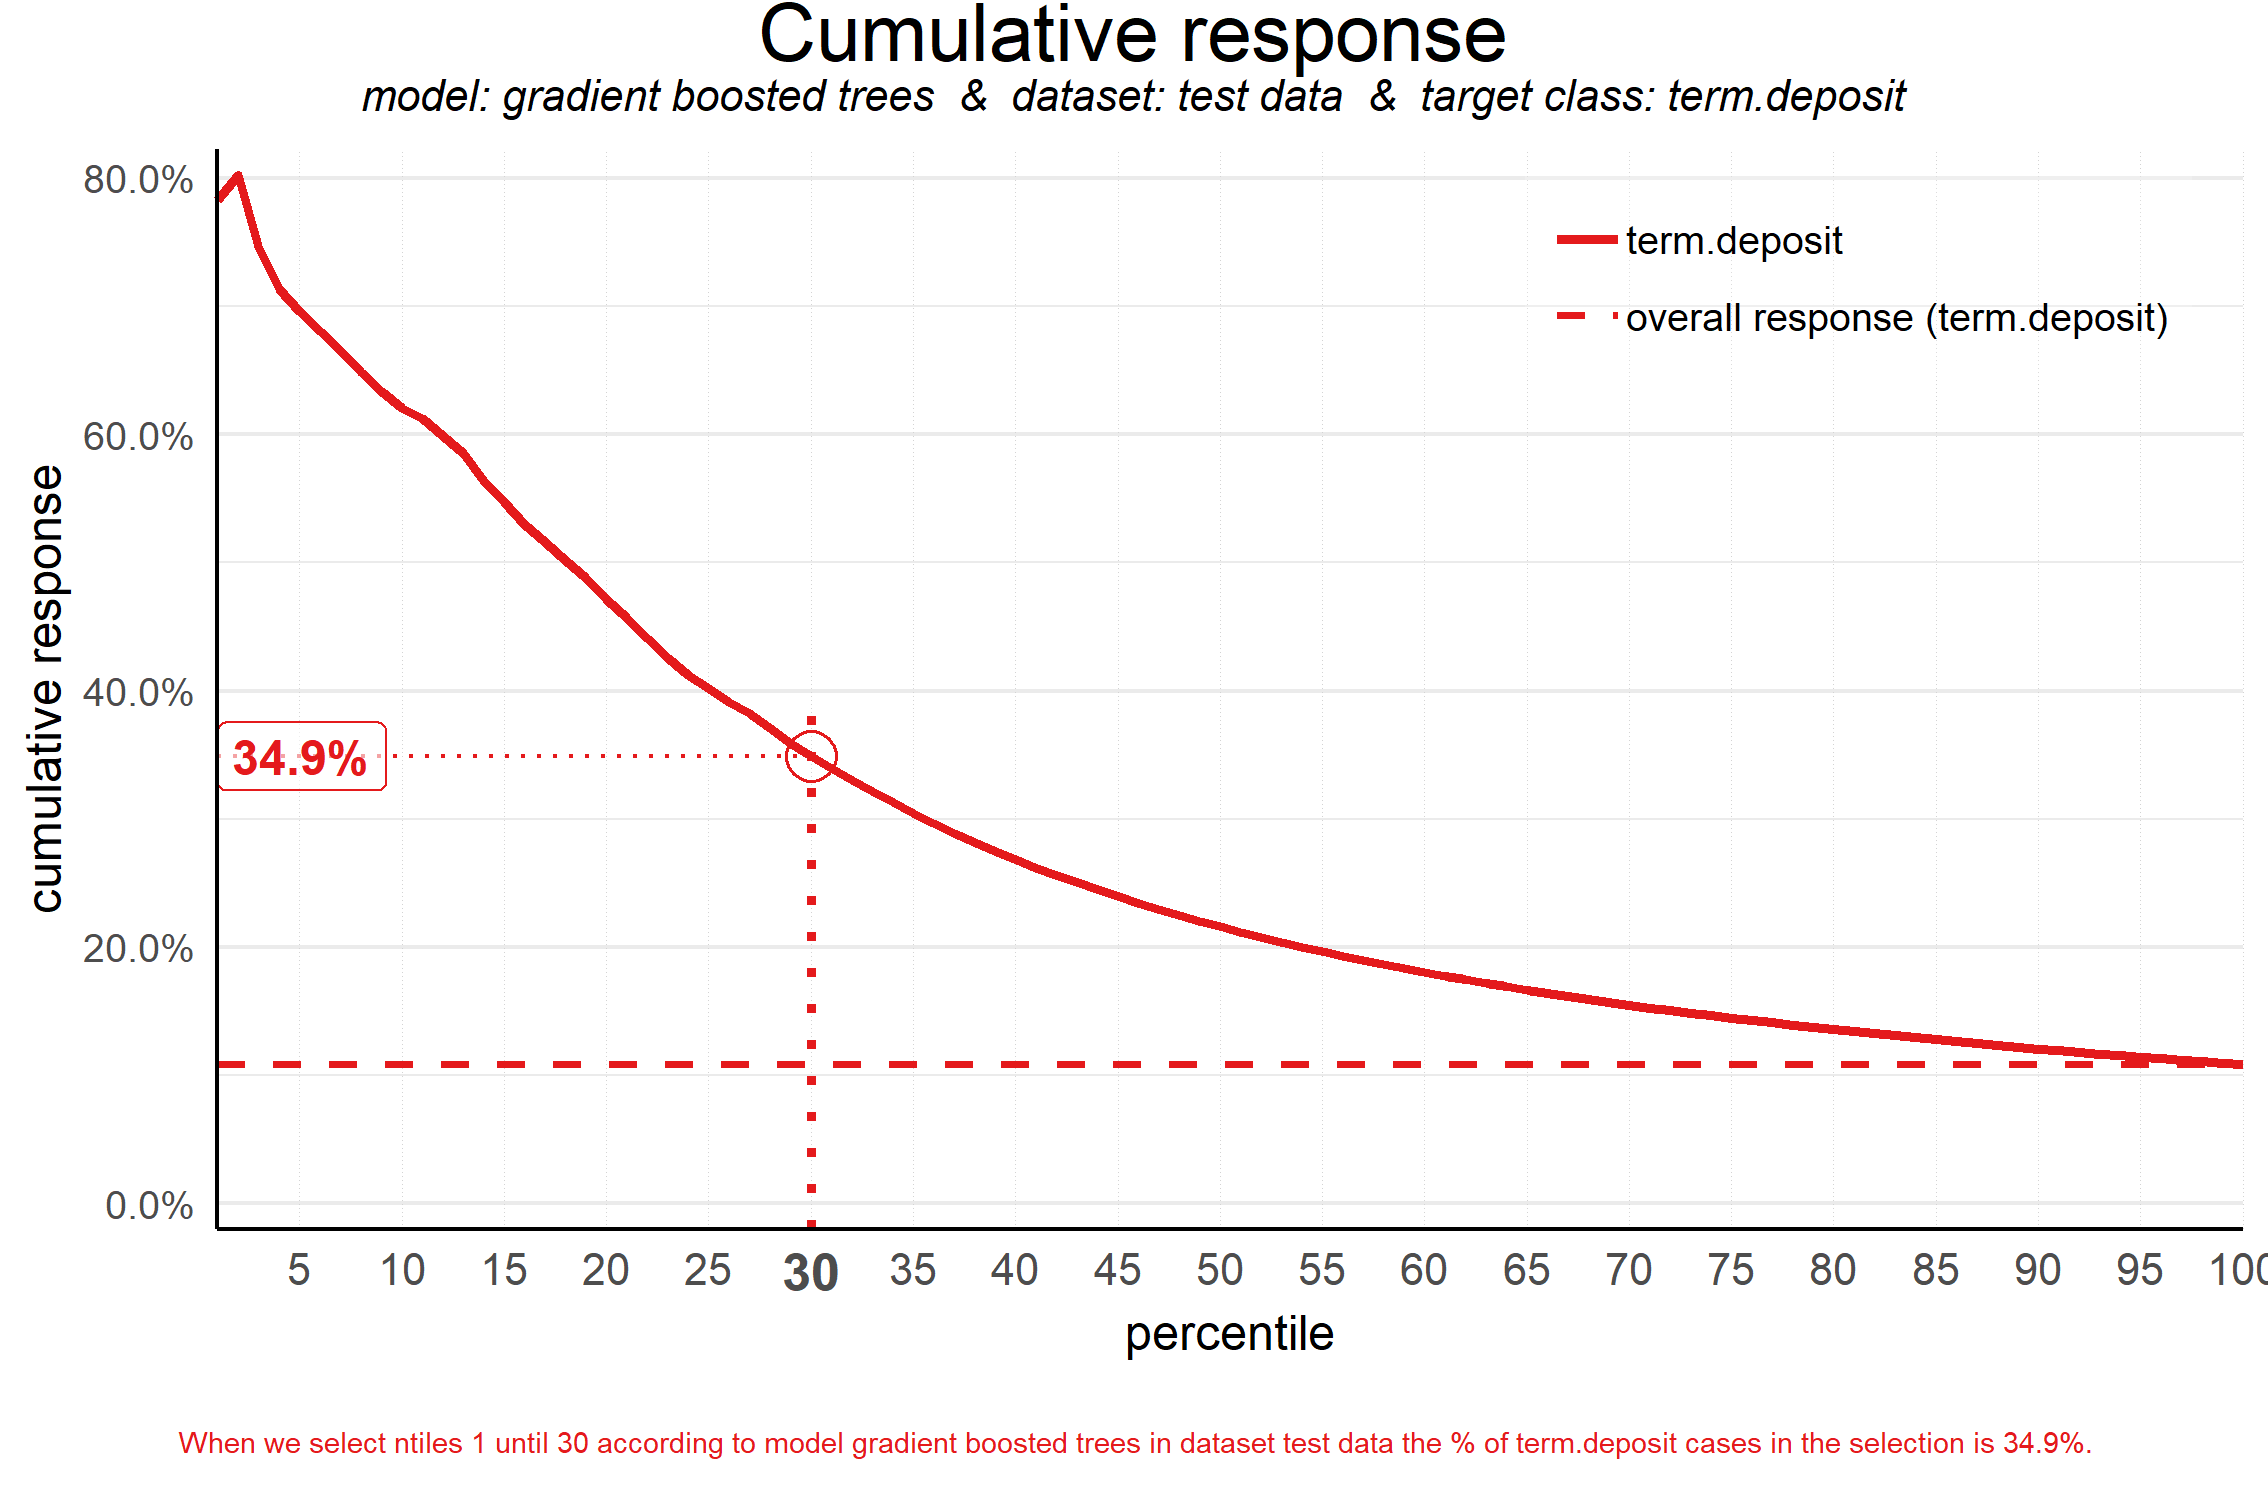 Cumulative response
model: gradient boosted trees & dataset: test data & target class: term.deposit
80.0%
60.0%
40.0%
20.0%
0.0%
cumulative response
term.deposit
overall response (term.deposit)
34.9%
5 10 15 20 25 30 35 40 45 50 55 60 65 70 75 80 85 90 95 100
percentile
When we select ntiles 1 until 30 according to model gradient boosted trees in dataset test data the % of term.deposit cases in the selection is 34.9%.